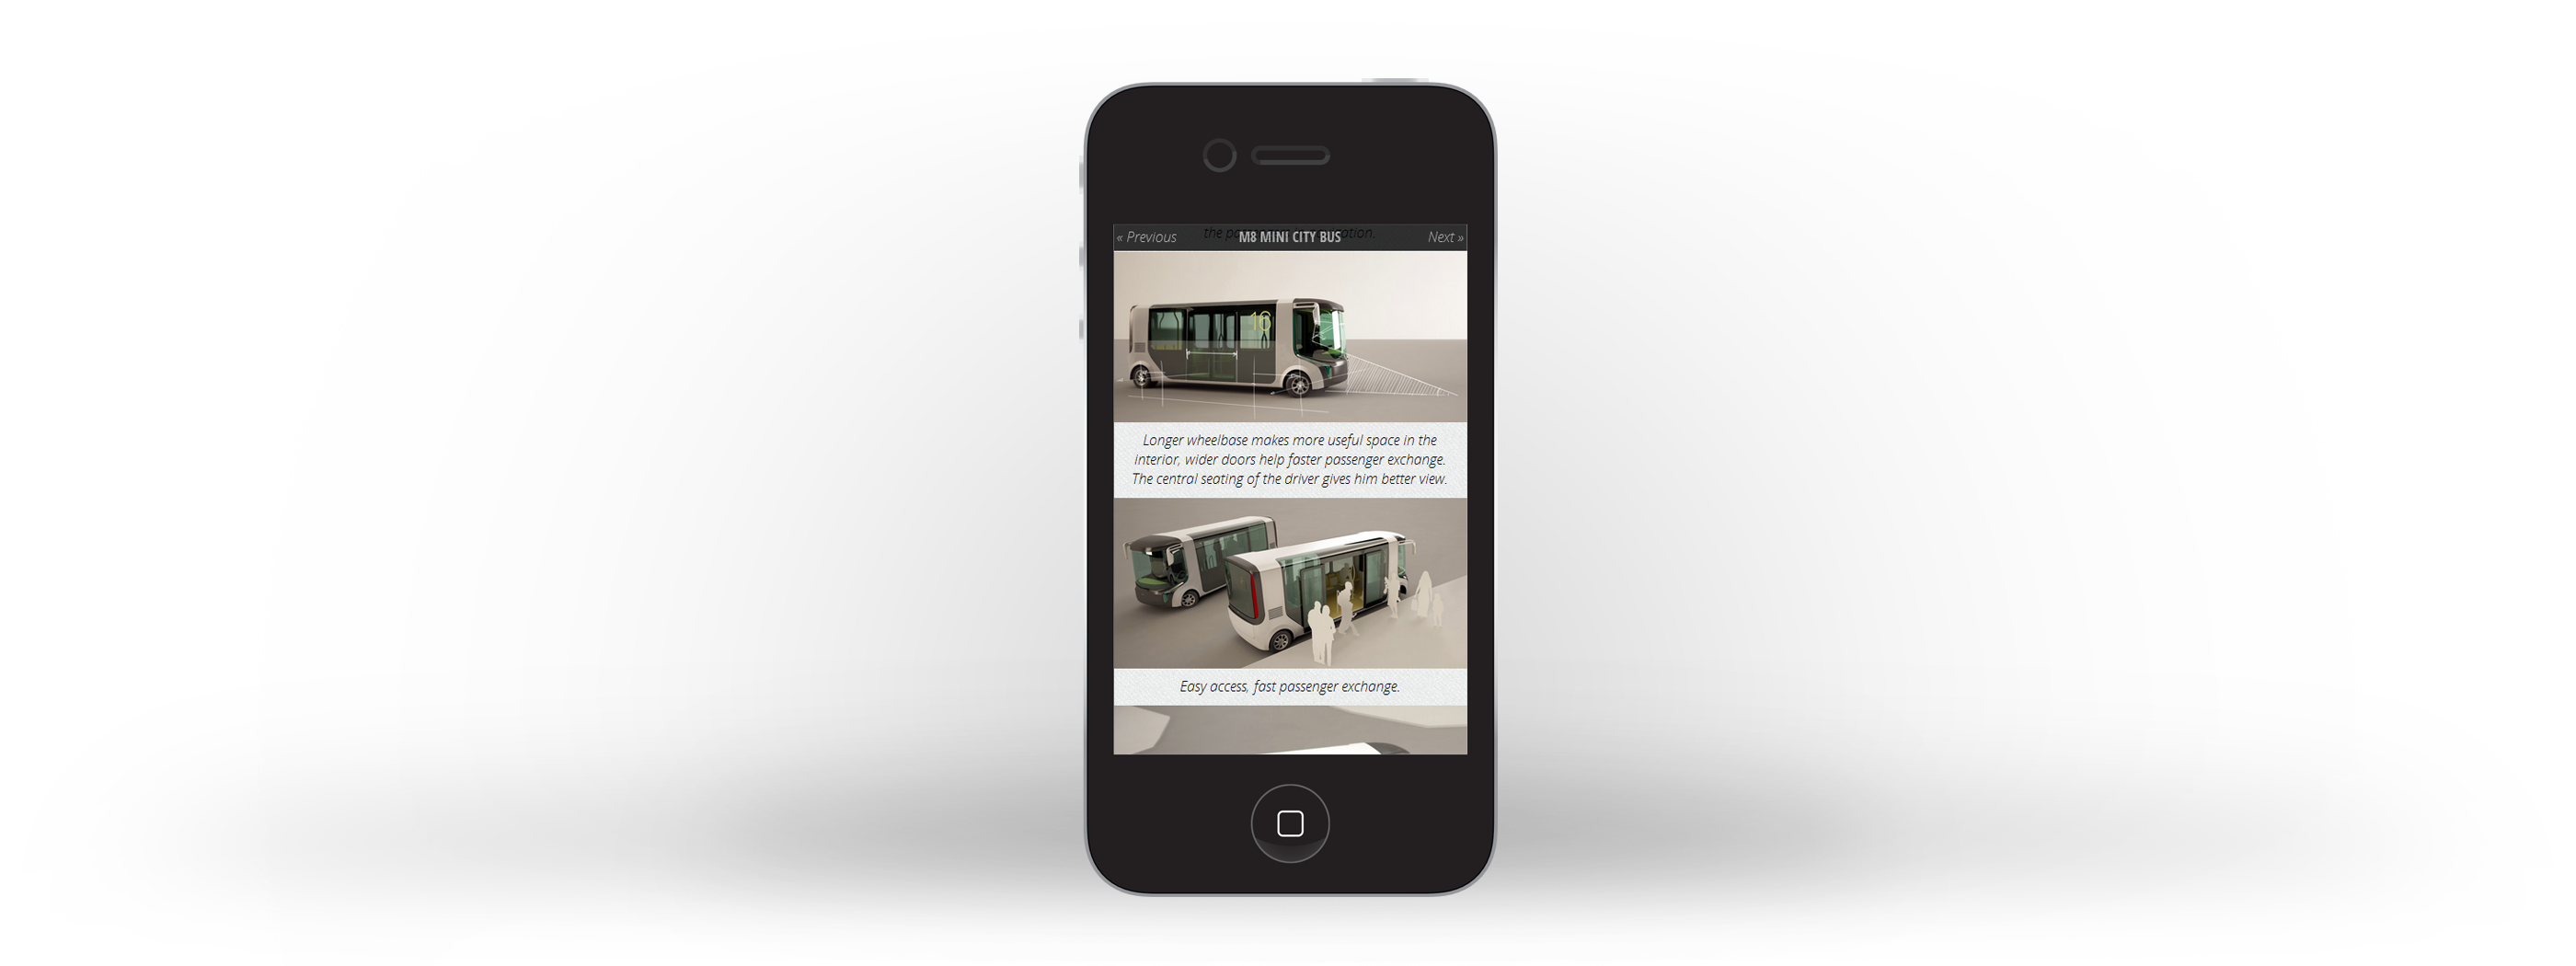 « Previous M8 MINI CITY BUS Next »
16
Longer wheelbase makes more useful space in the
interior, wider doors help faster passenger exchange.
The central seating of the driver gives him better view.
Easy access, fast passenger exchange.